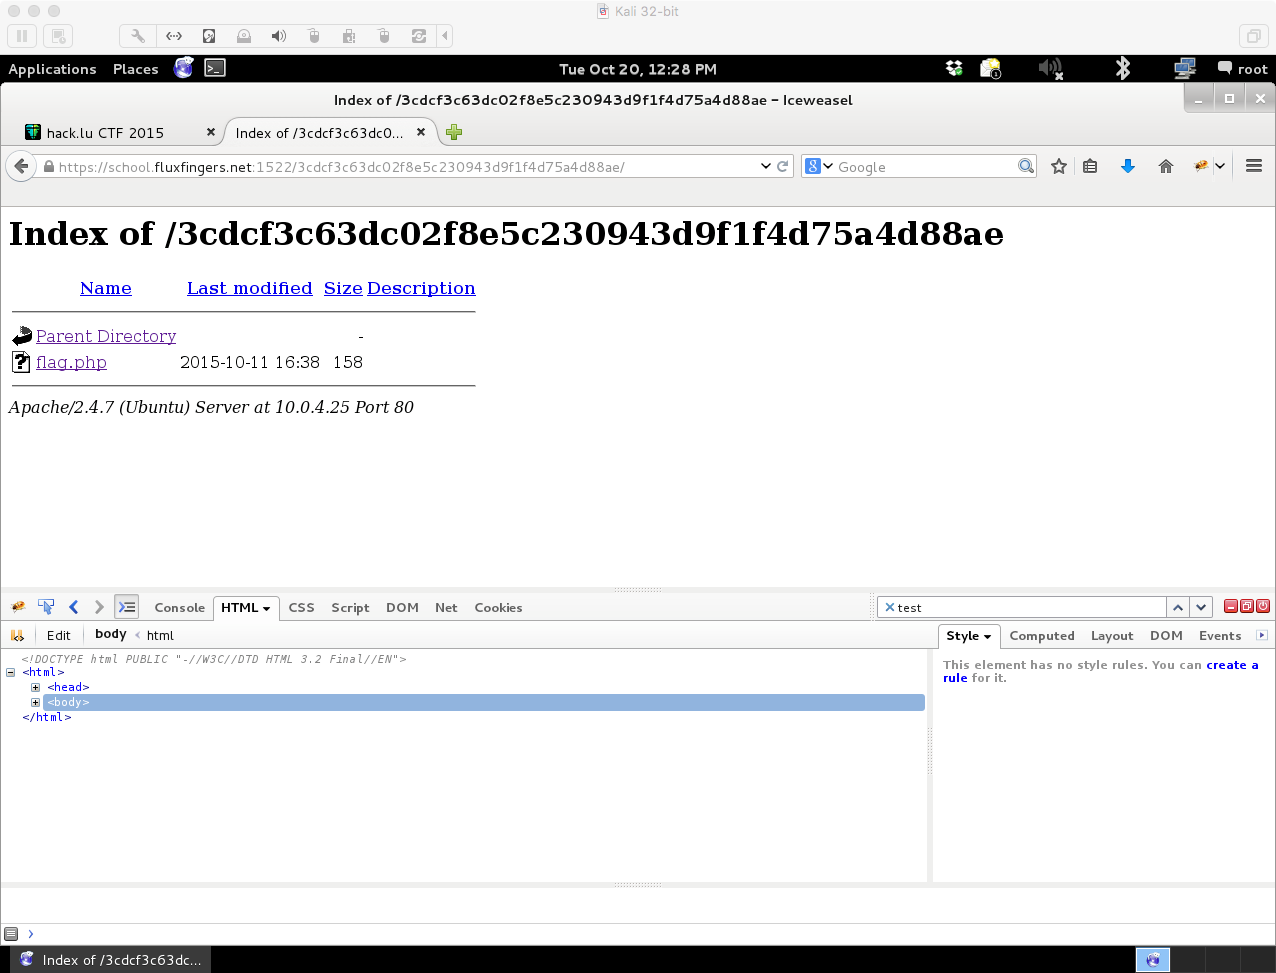 Kali 32-bit
Applications Places Tue Oct 20, 12:28 PM 1 root
Index of /3cdcf3c63dc02f8e5c230943d9f1f4d75a4d88ae - Iceweasel
hack.lu CTF 2015 Index of /3cdcf3c63dc0...
https://school.fluxfingers.net:1522/3cdcf3c63dc02f8e5c230943d9f1f4d75a4d88ae/ 8 Google
Index of /3cdcf3c63dc02f8e5c230943d9f1f4d75a4d88ae
Name Last modified Size Description
Parent Directory -
flag.php 2015-10-11 16:38 158
Apache/2.4.7 (Ubuntu) Server at 10.0.4.25 Port 80
Console HTML CSS Script DOM Net Cookies test
Edit body < html Style Computed Layout DOM Events
<!DOCTYPE html PUBLIC "-//W3C//DTD HTML 3.2 Final//EN">
<html>
<head>
<body>
</html>
This element has no style rules. You can create a
rule for it.
Index of /3cdcf3c63dc...